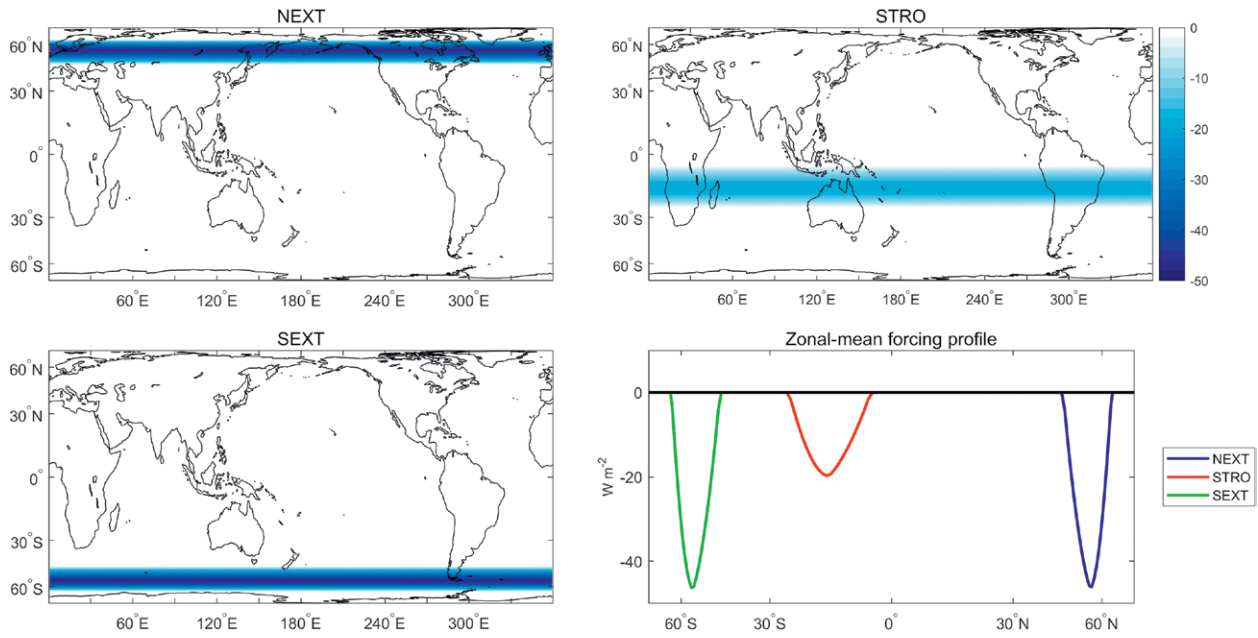 NEXT
60°N
30°N
0°
30°S
60°S
60°E 120°E 180°E 240°E 300°E
STRO
60°N
30°N
0°
30°S
60°S
60°E 120°E 180°E 240°E 300°E
0
-10
-20
-30
-40
-50
SEXT
60°N
30°N
0°
30°S
60°S
60°E 120°E 180°E 240°E 300°E
Zonal-mean forcing profile
W m-2
0
-20
-40
60°S 30°S 0° 30°N 60°N
NEXT
STRO
SEXT